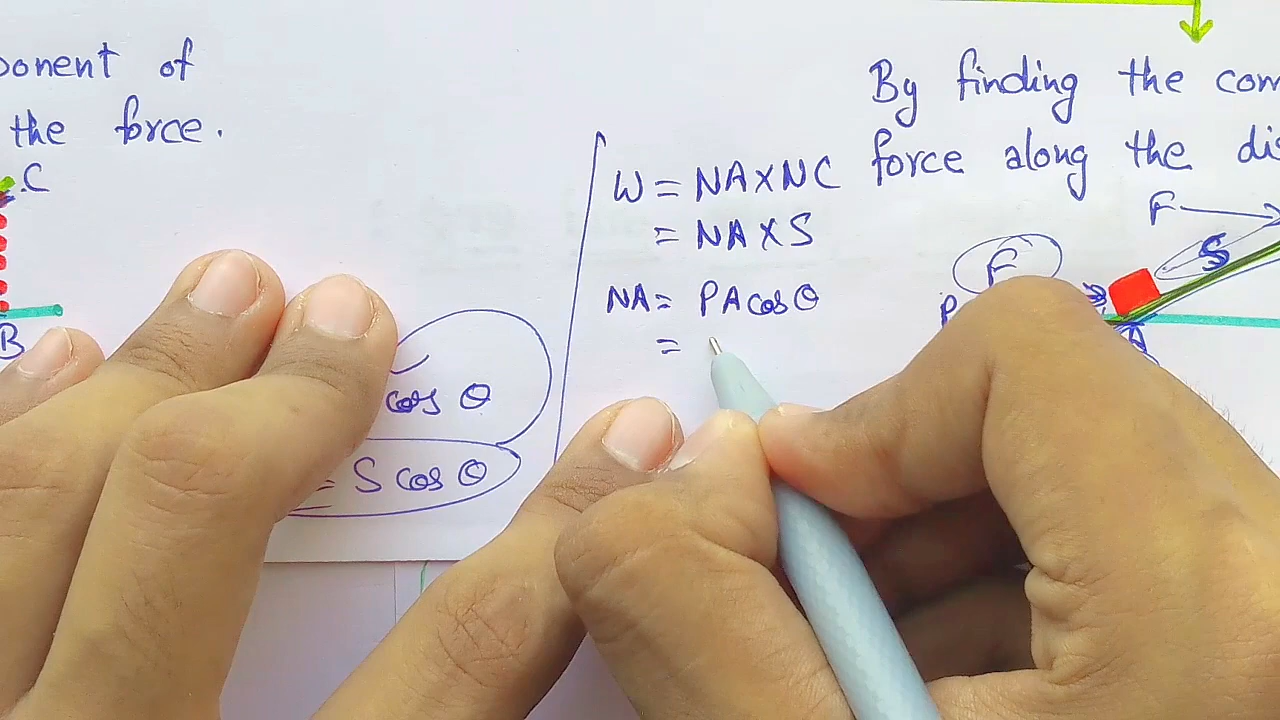 ponent of
the force.
C
B
cos θ
= S cos θ
W = NA×NC
= NA×S
NA = PA cos θ
=
By finding the com
force along the dis
F
S
F
P
A